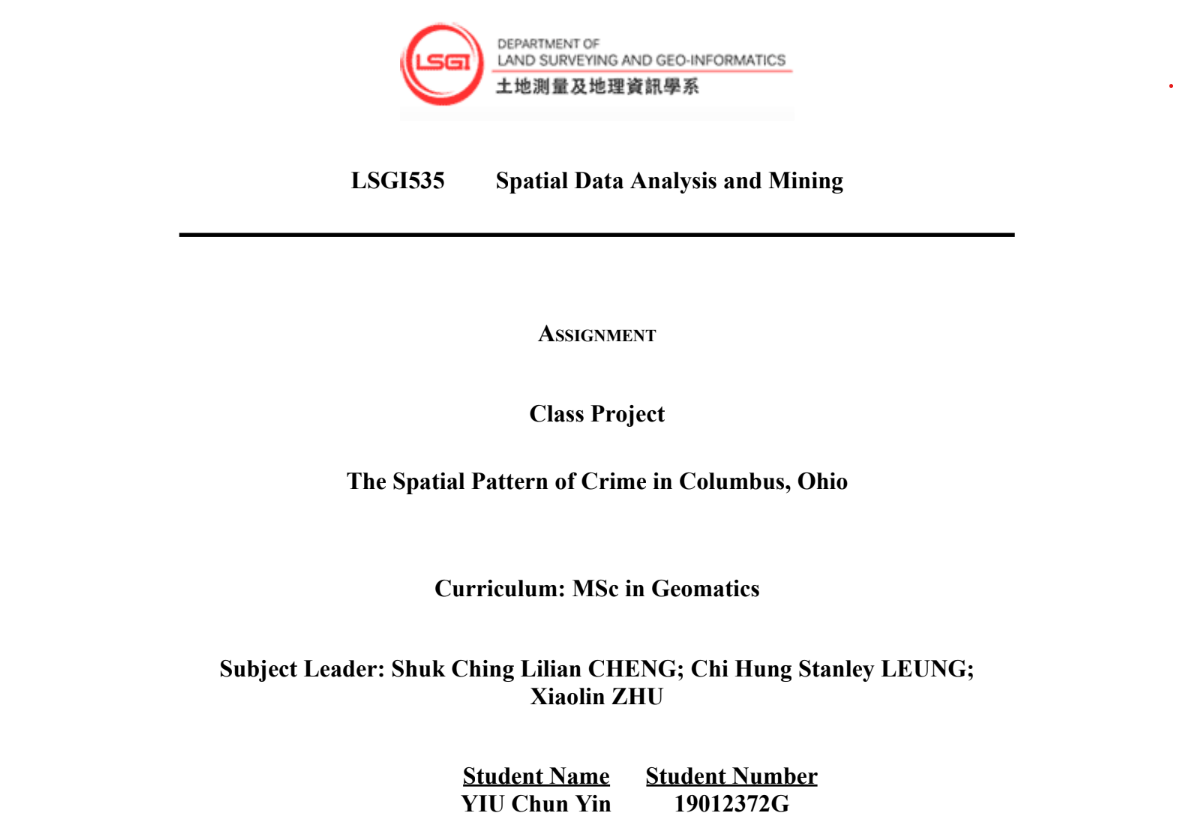 LSGI
DEPARTMENT OF
LAND SURVEYING AND GEO-INFORMATICS
土地測量及地理資訊學系
LSGI535 Spatial Data Analysis and Mining
ASSIGNMENT
Class Project
The Spatial Pattern of Crime in Columbus, Ohio
Curriculum: MSc in Geomatics
Subject Leader: Shuk Ching Lilian CHENG; Chi Hung Stanley LEUNG;
Xiaolin ZHU
Student Name Student Number
YIU Chun Yin 19012372G